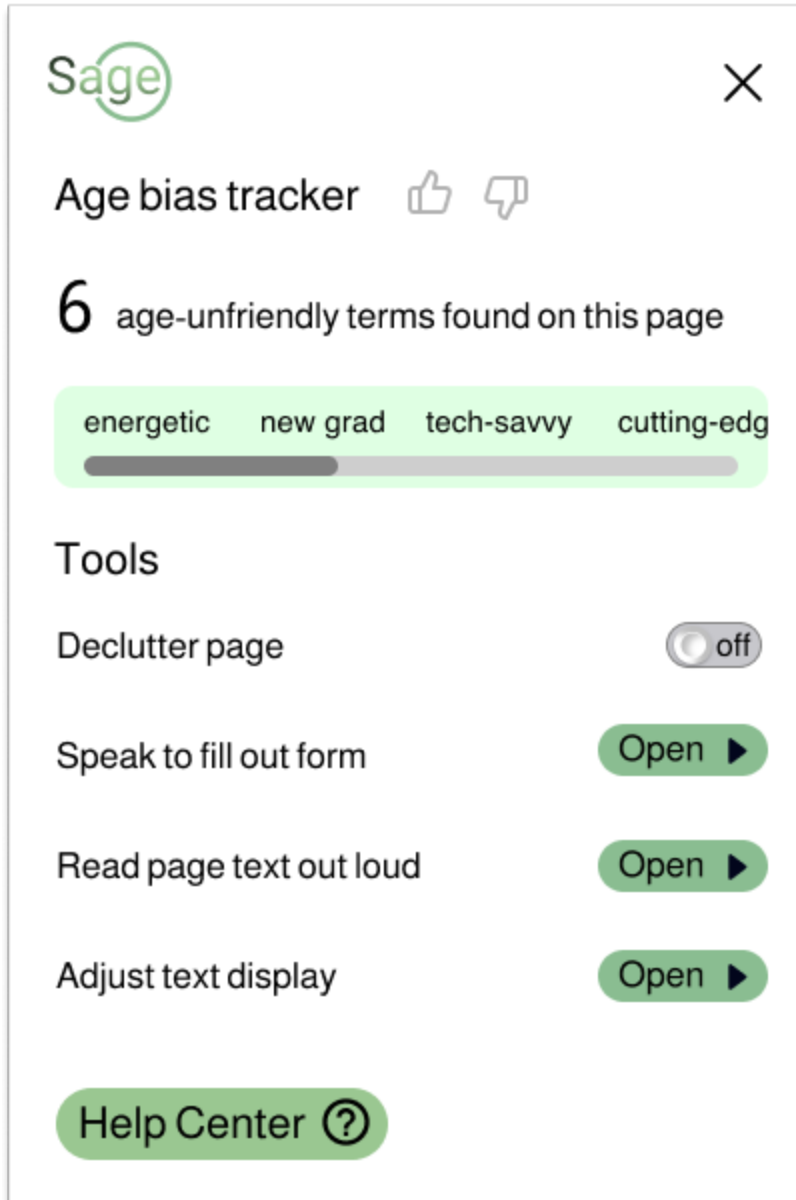 Sage
Age bias tracker
6 age-unfriendly terms found on this page
energetic new grad tech-savvy cutting-edg
Tools
Declutter page off
Speak to fill out form Open
Read page text out loud Open
Adjust text display Open
Help Center ?